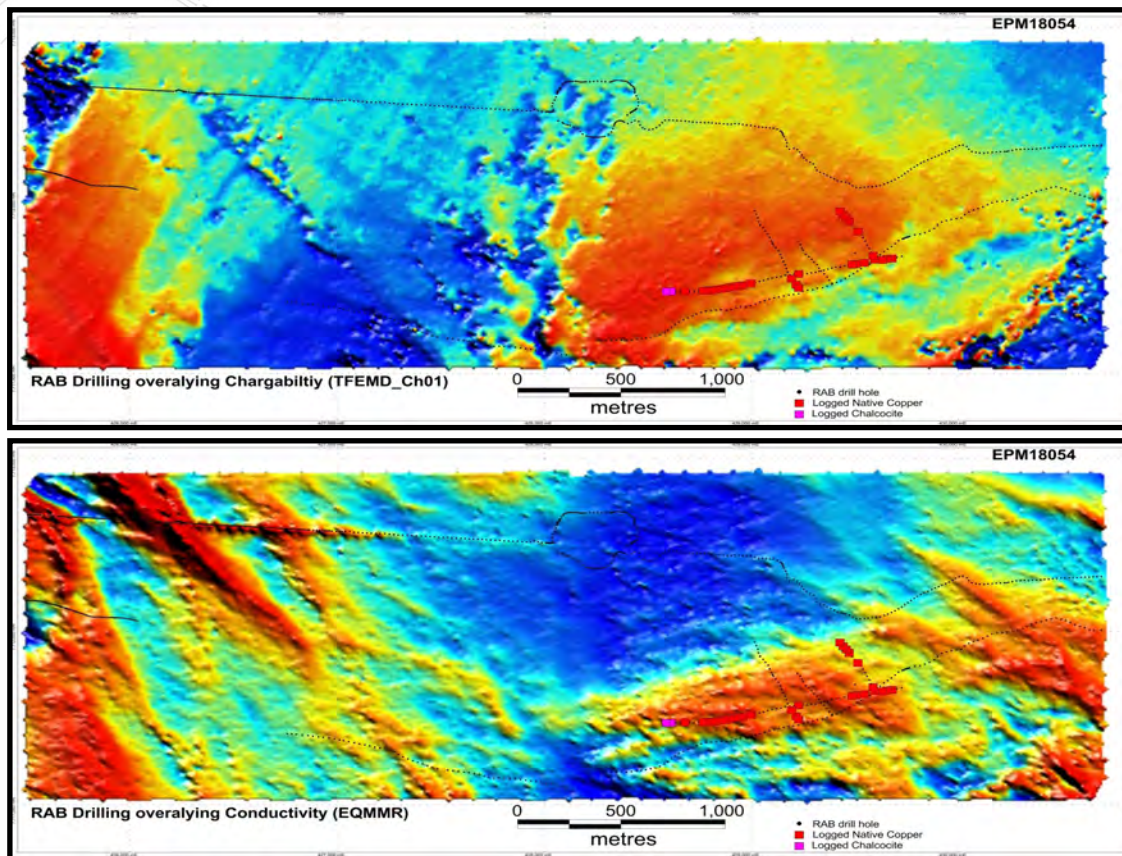 EPM18054
RAB Drilling overalying Chargabiltiy (TFEMD_Ch01)
0 500 1,000
metres
RAB drill hole
Logged Native Copper
Logged Chalcocite
EPM18054
RAB Drilling overalying Conductivity (EQMMR)
0 500 1,000
metres
RAB drill hole
Logged Native Copper
Logged Chalcocite